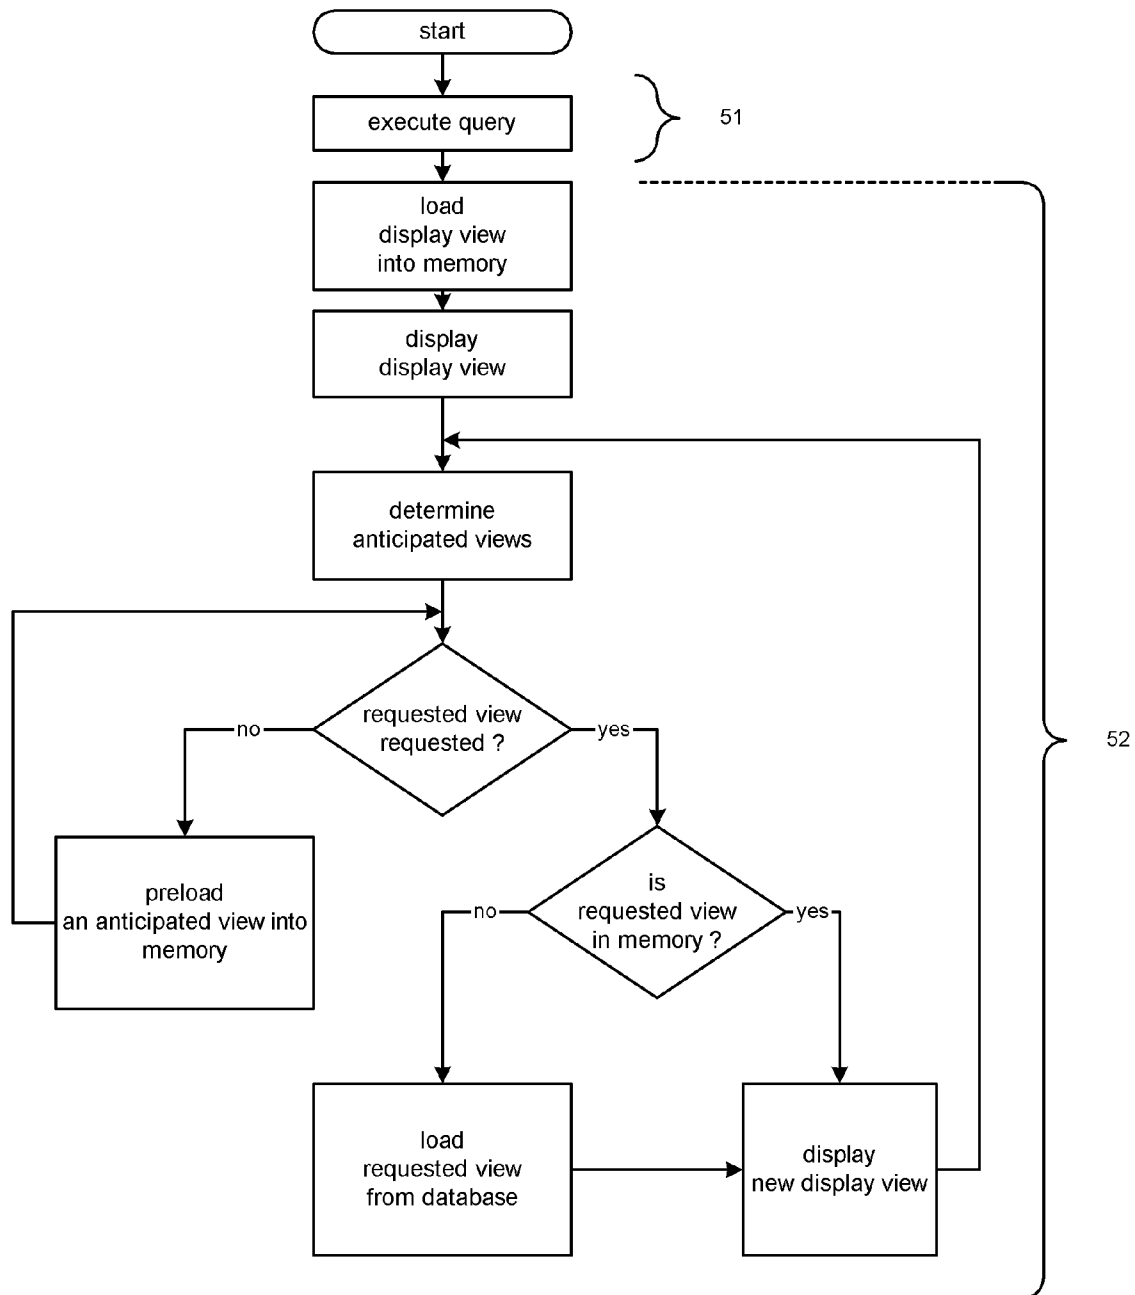 start
execute query
51
load
display view
into memory
display
display view
determine
anticipated views
requested view
requested ?
no
yes
preload
an anticipated view into
memory
is
requested view
in memory ?
no
yes
52
load
requested view
from database
display
new display view